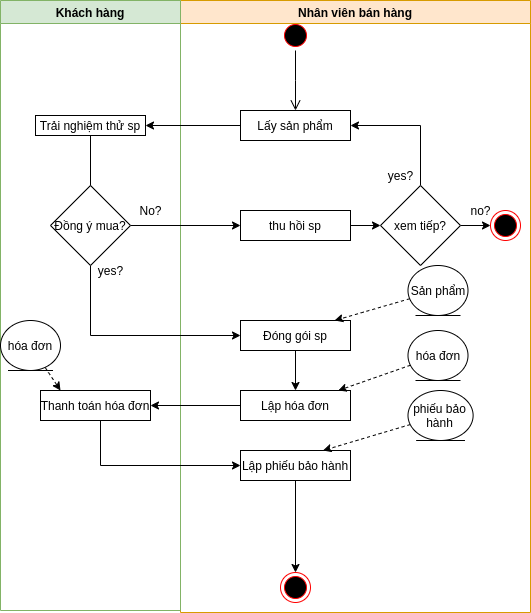 Khách hàng
Nhân viên bán hàng
Trải nghiệm thử sp
Lấy sản phẩm
yes?
Đồng ý mua?
No?
thu hồi sp
xem tiếp?
no?
yes?
Sản phẩm
Đóng gói sp
hóa đơn
hóa đơn
Thanh toán hóa đơn
Lập hóa đơn
phiếu bảo
hành
Lập phiếu bảo hành